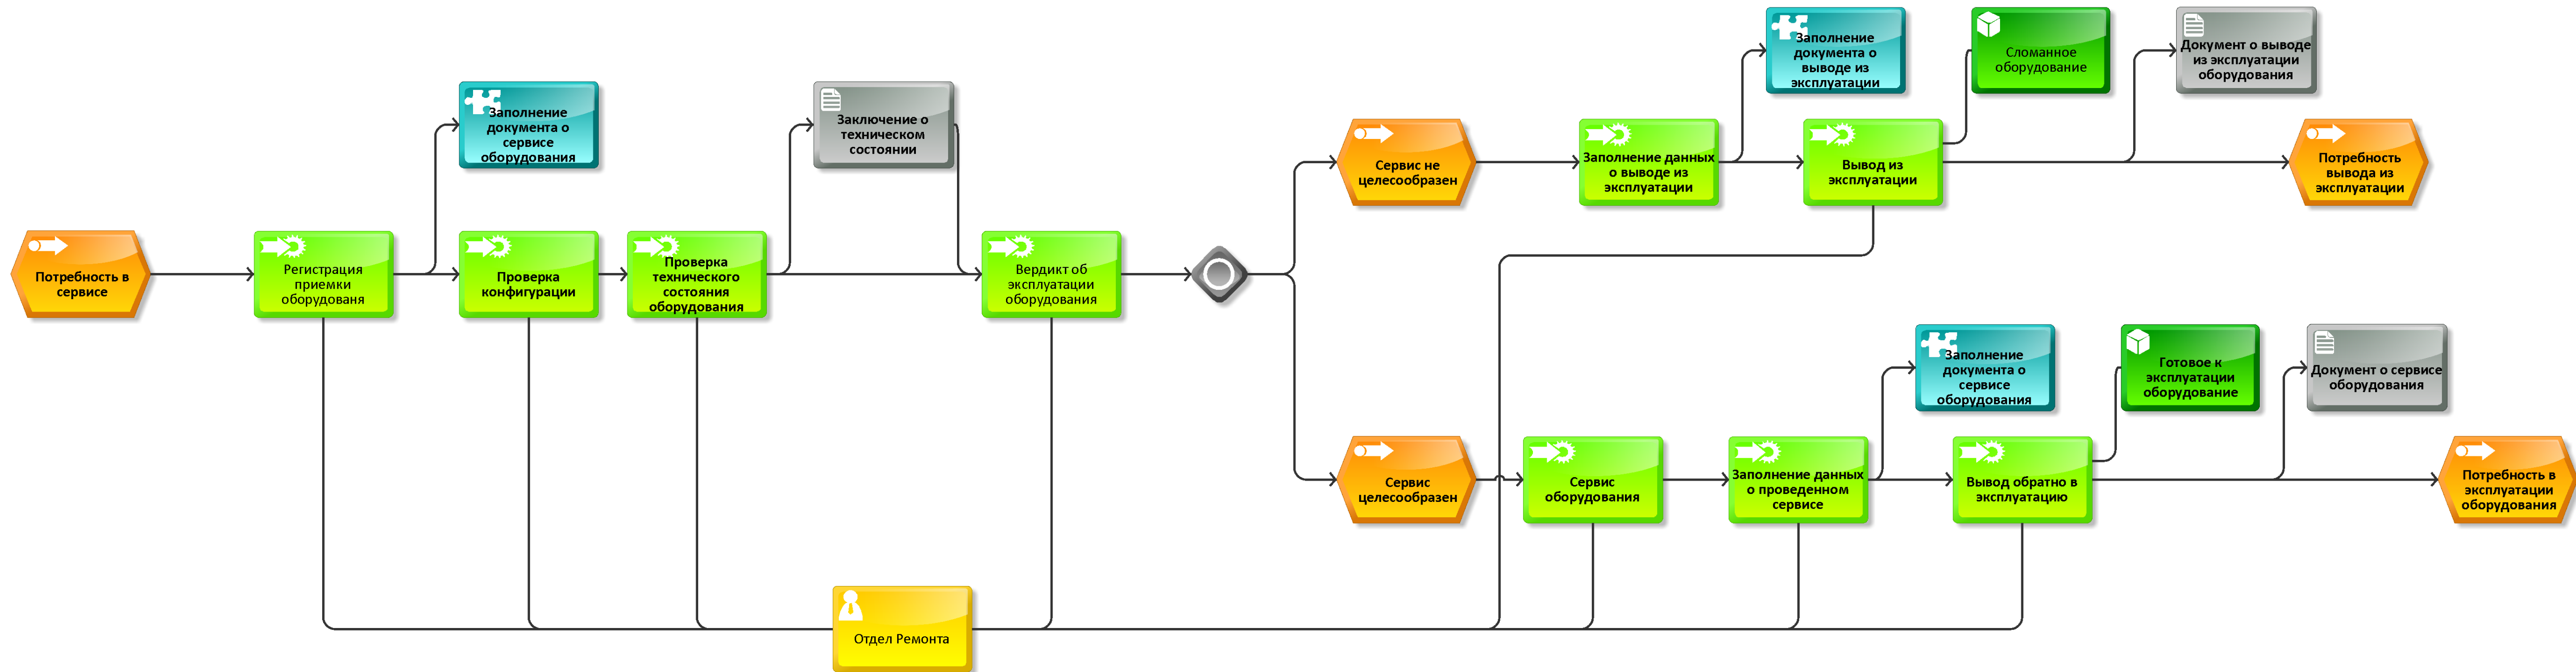 Заполнение
документа о
выводе из
эксплуатации
Сломанное
оборудование
Документ о выводе
из эксплуатации
оборудования
Заполнение
документа о
сервисе
оборудования
Заключение о
техническом
состоянии
Сервис не
целесообразен
Заполнение данных
о выводе из
эксплуатации
Вывод из
эксплуатации
Потребность
вывода из
эксплуатации
Потребность в
сервисе
Регистрация
приемки
оборудованя
Проверка
конфигурации
Проверка
технического
состояния
оборудования
Вердикт об
эксплуатации
оборудования
Заполнение
документа о
сервисе
оборудования
Готовое к
эксплуатации
оборудование
Документ о сервисе
оборудования
Сервис
целесообразен
Сервис
оборудования
Заполнение данных
о проведенном
сервисе
Вывод обратно в
эксплуатацию
Потребность в
эксплуатации
оборудования
Отдел Ремонта